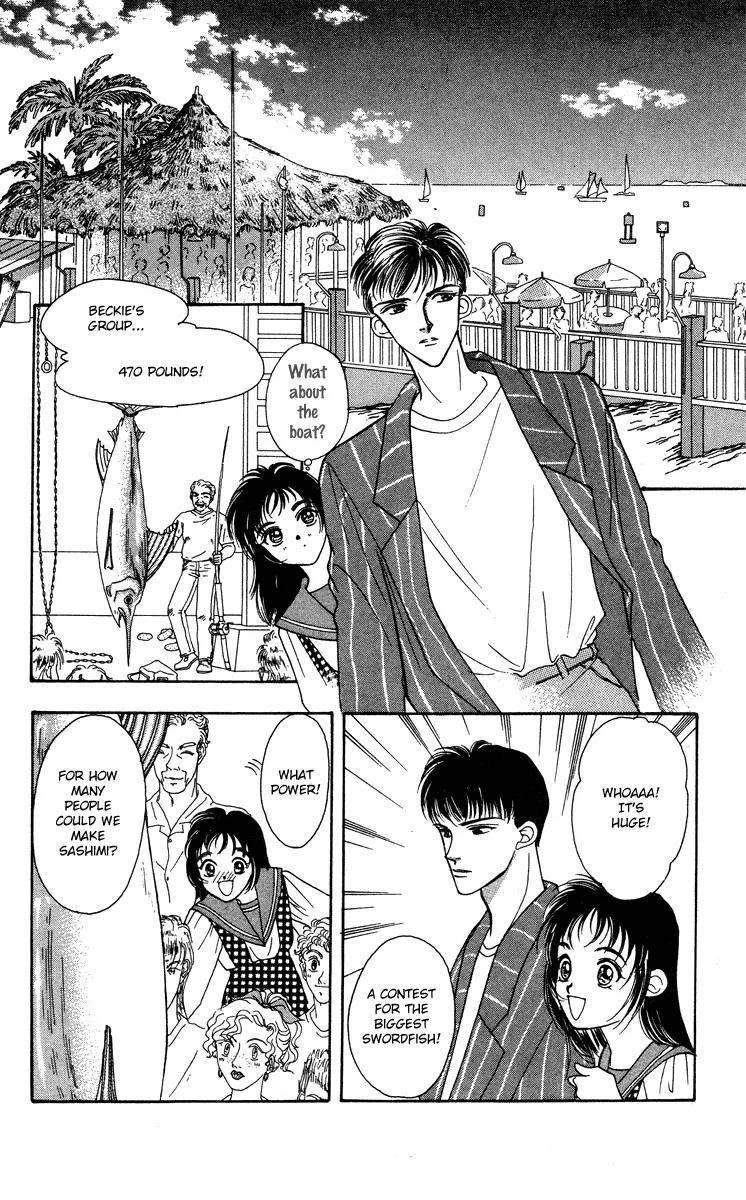 BECKIE'S
GROUP...
470 POUNDS!
What
about
the
boat?
FOR HOW
MANY
PEOPLE
COULD WE
MAKE
SASHIMI?
WHAT
POWER!
WHOAAA!
IT'S
HUGE!
A CONTEST
FOR THE
BIGGEST
SWORDFISH!